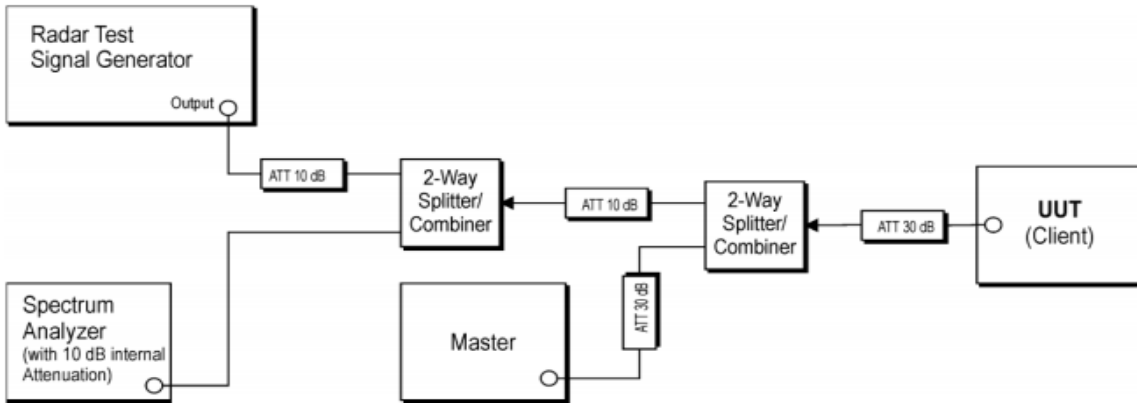 Radar Test
Signal Generator
Output
ATT 10 dB
2-Way
Splitter/
Combiner
ATT 10 dB
2-Way
Splitter/
Combiner
ATT 30 dB
UUT
(Client)
Spectrum
Analyzer
(with 10 dB internal
Attenuation)
Master
ATT 30 dB